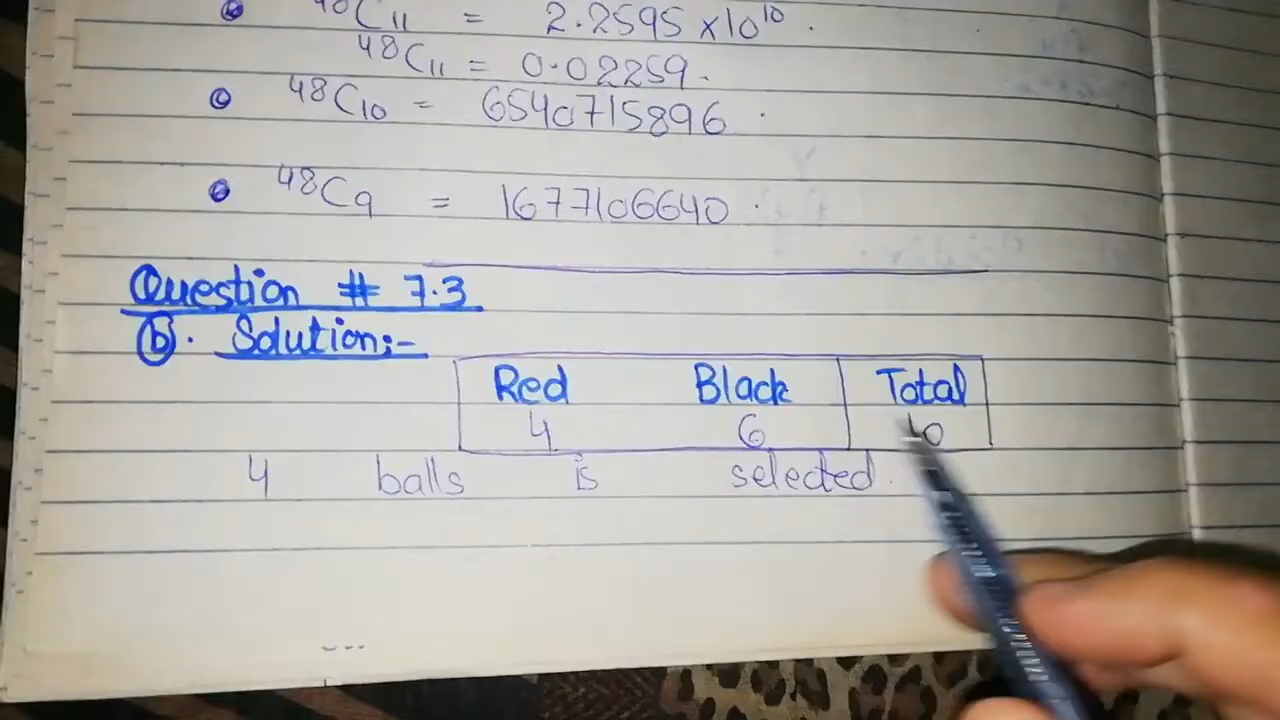 48C11 = 2.2595 x10^10.
48C11 = 0.02259.
48C10 = 6540715896.
48C9 = 1677106640.
Question # 7.3
(b). Solution:-
Red Black Total
4 6 10
4 balls is selected.